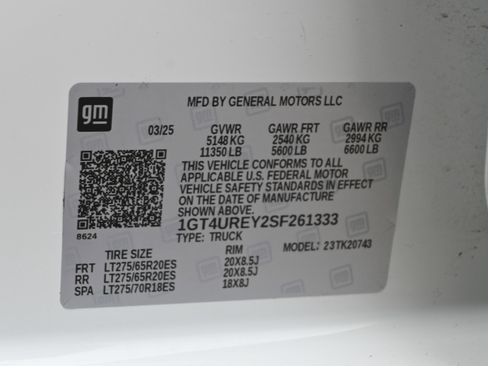 gm
MFD BY GENERAL MOTORS LLC
03/25 GVWR GAWR FRT GAWR RR
5148 KG 2540 KG 2994 KG
11350 LB 5600 LB 6600 LB
THIS VEHICLE CONFORMS TO ALL
APPLICABLE U.S. FEDERAL MOTOR
VEHICLE SAFETY STANDARDS IN EFFECT
ON THE DATE OF MANUFACTURE
SHOWN ABOVE.
8624 1GT4UREY2SF261333
TYPE: TRUCK MODEL: 23TK20743
TIRE SIZE RIM
FRT LT275/65R20ES 20X8.5J
RR LT275/65R20ES 20X8.5J
SPA LT275/70R18ES 18X8J